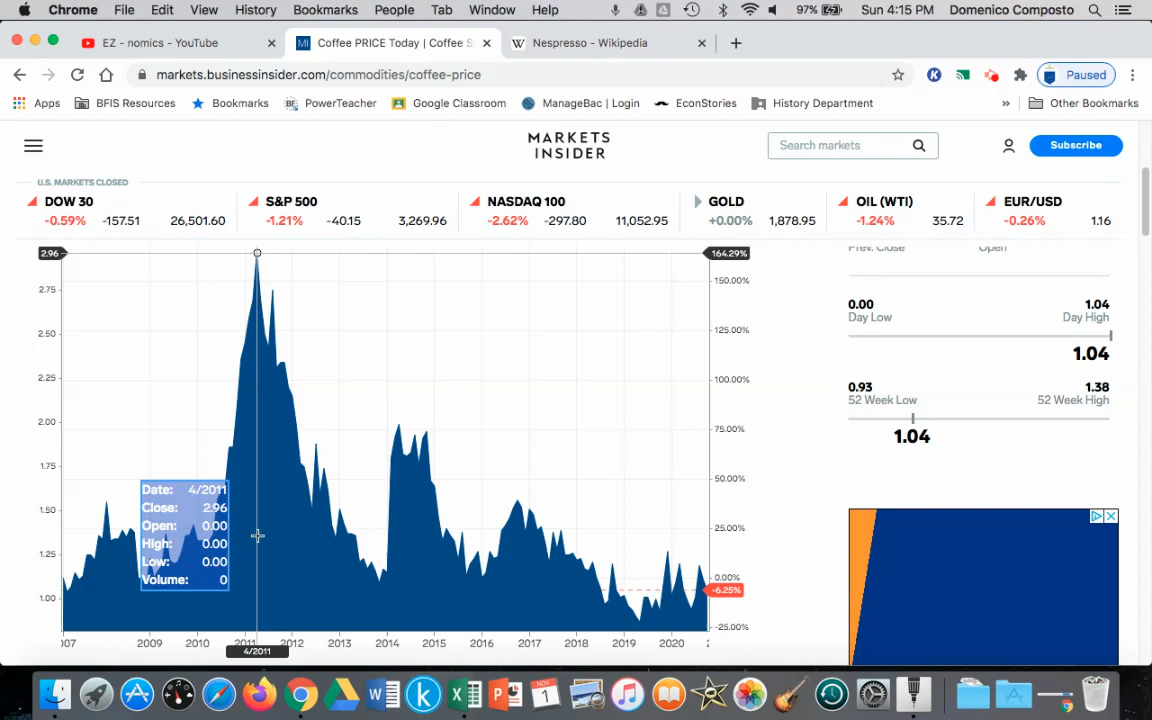 Chrome File Edit View History Bookmarks People Tab Window Help 97% Sun 4:15 PM Domenico Composto
EZ - nomics - YouTube Coffee PRICE Today | Coffee S Nespresso - Wikipedia
markets.businessinsider.com/commodities/coffee-price Paused
Apps BFIS Resources Bookmarks PowerTeacher Google Classroom ManageBac | Login EconStories History Department » Other Bookmarks
MARKETS
INSIDER
Search markets
Subscribe
U.S. MARKETS CLOSED
DOW 30 S&P 500 NASDAQ 100 GOLD OIL (WTI) EUR/USD
-0.59% -157.51 26,501.60 -1.21% -40.15 3,269.96 -2.62% -297.80 11,052.95 +0.00% 1,878.95 -1.24% 35.72 -0.26% 1.16
2.96 164.29%
Prev. Close Open
2.75 150.00%
2.50 125.00%
2.25 100.00%
2.00 75.00%
1.75 50.00%
1.50 25.00%
1.25 0.00%
1.00 -6.25%
-25.00%
Date: 4/2011
Close: 2.96
Open: 0.00
High: 0.00
Low: 0.00
Volume: 0
007 2009 2010 2011 2012 2013 2014 2015 2016 2017 2018 2019 2020 2
4/2011
0.00 1.04
Day Low Day High
1.04
0.93 1.38
52 Week Low 52 Week High
1.04
NOV
1